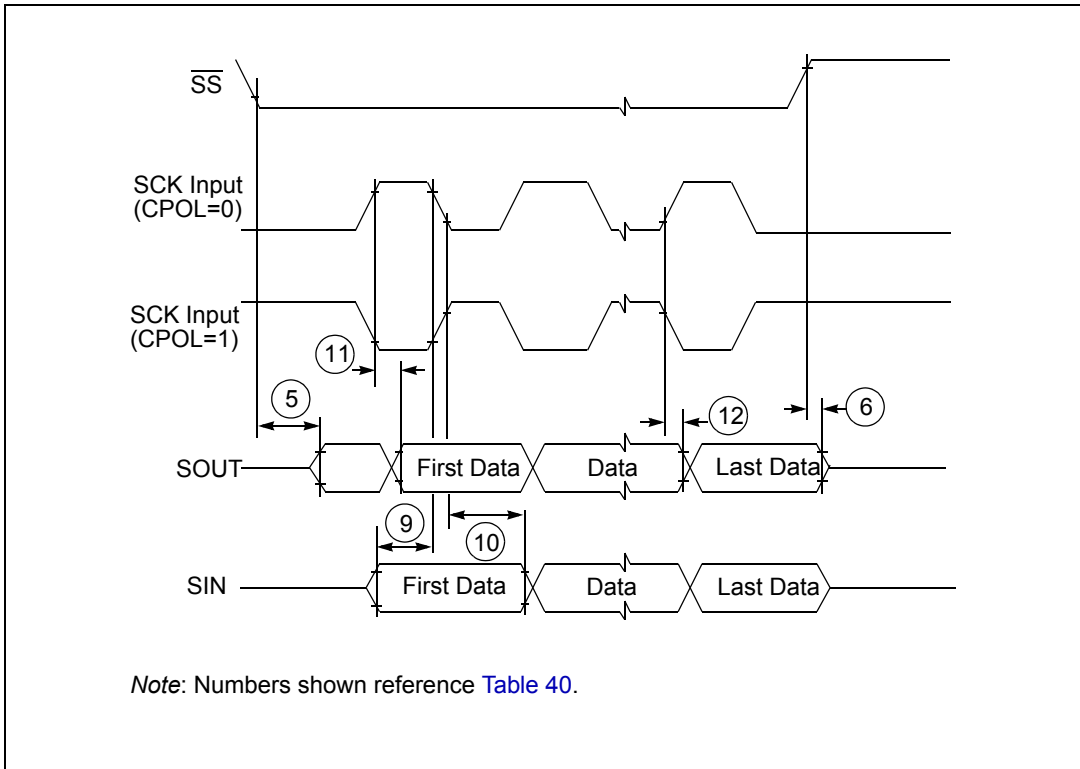 SS
SCK Input
(CPOL=0)
SCK Input
(CPOL=1)
11
5
12
6
SOUT
First Data
Data
Last Data
9
10
SIN
First Data
Data
Last Data
Note: Numbers shown reference Table 40.